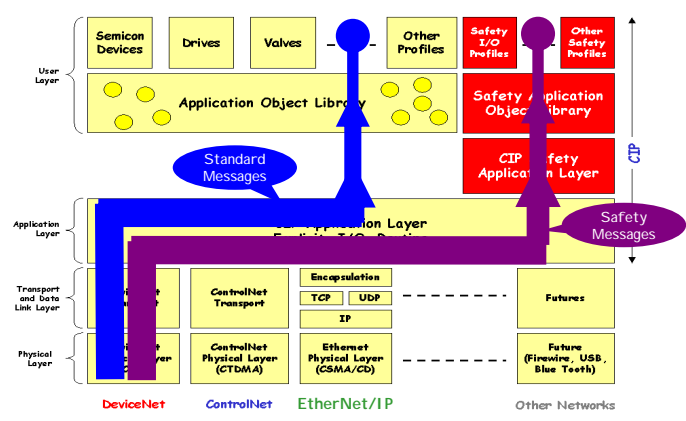 Semicon
Devices
Drives
Valves
Other
Profiles
Safety
I/O
Profiles
Other
Safety
Profiles
User
Layer
Application Object Library
Safety Application
Object Library
CIP
Standard
Messages
CIP Safety
Application Layer
Safety
Messages
Application
Layer
Application Layer
Transport
and Data
Link Layer
ControlNet
Transport
Encapsulation
TCP
UDP
IP
Futures
Physical
Layer
ControlNet
Physical Layer
(CTDMA)
Ethernet
Physical Layer
(CSMA/CD)
Future
(Firewire, USB,
Blue Tooth)
DeviceNet
ControlNet
EtherNet/IP
Other Networks